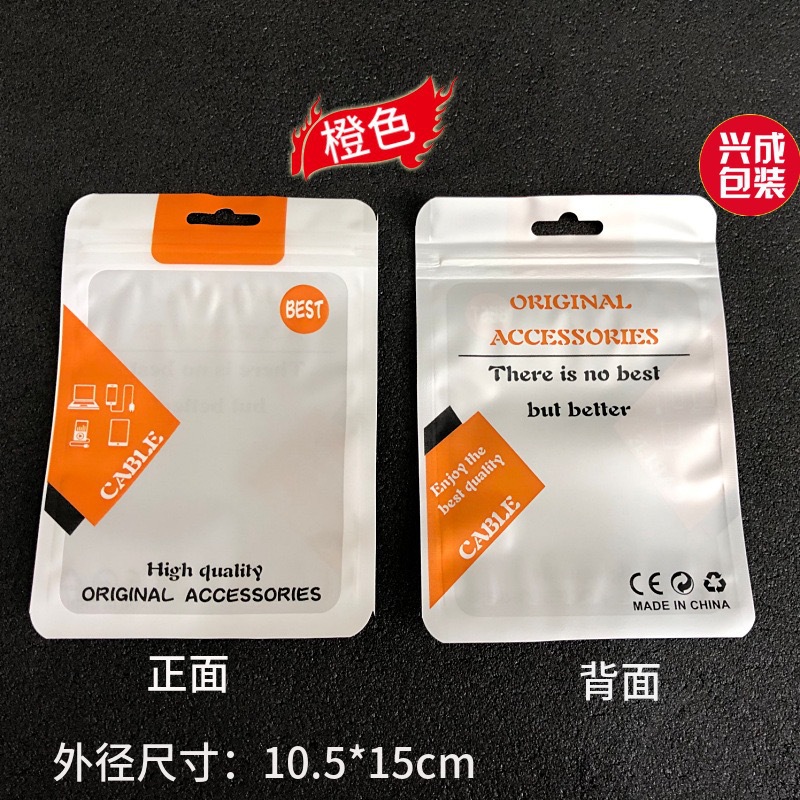 橙色
兴成
包装
BEST
CABLE
High quality
ORIGINAL ACCESSORIES
ORIGINAL
ACCESSORIES
There is no best
but better
Enjoy the
best quality
CABLE
CE
MADE IN CHINA
正面
背面
外径尺寸：10.5*15cm